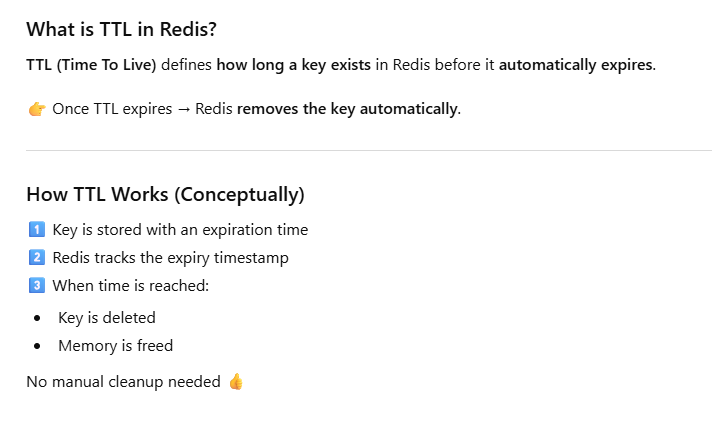 What is TTL in Redis?
TTL (Time To Live) defines how long a key exists in Redis before it automatically expires.
👉 Once TTL expires → Redis removes the key automatically.
How TTL Works (Conceptually)
1️⃣ Key is stored with an expiration time
2️⃣ Redis tracks the expiry timestamp
3️⃣ When time is reached:
• Key is deleted
• Memory is freed
No manual cleanup needed 👍